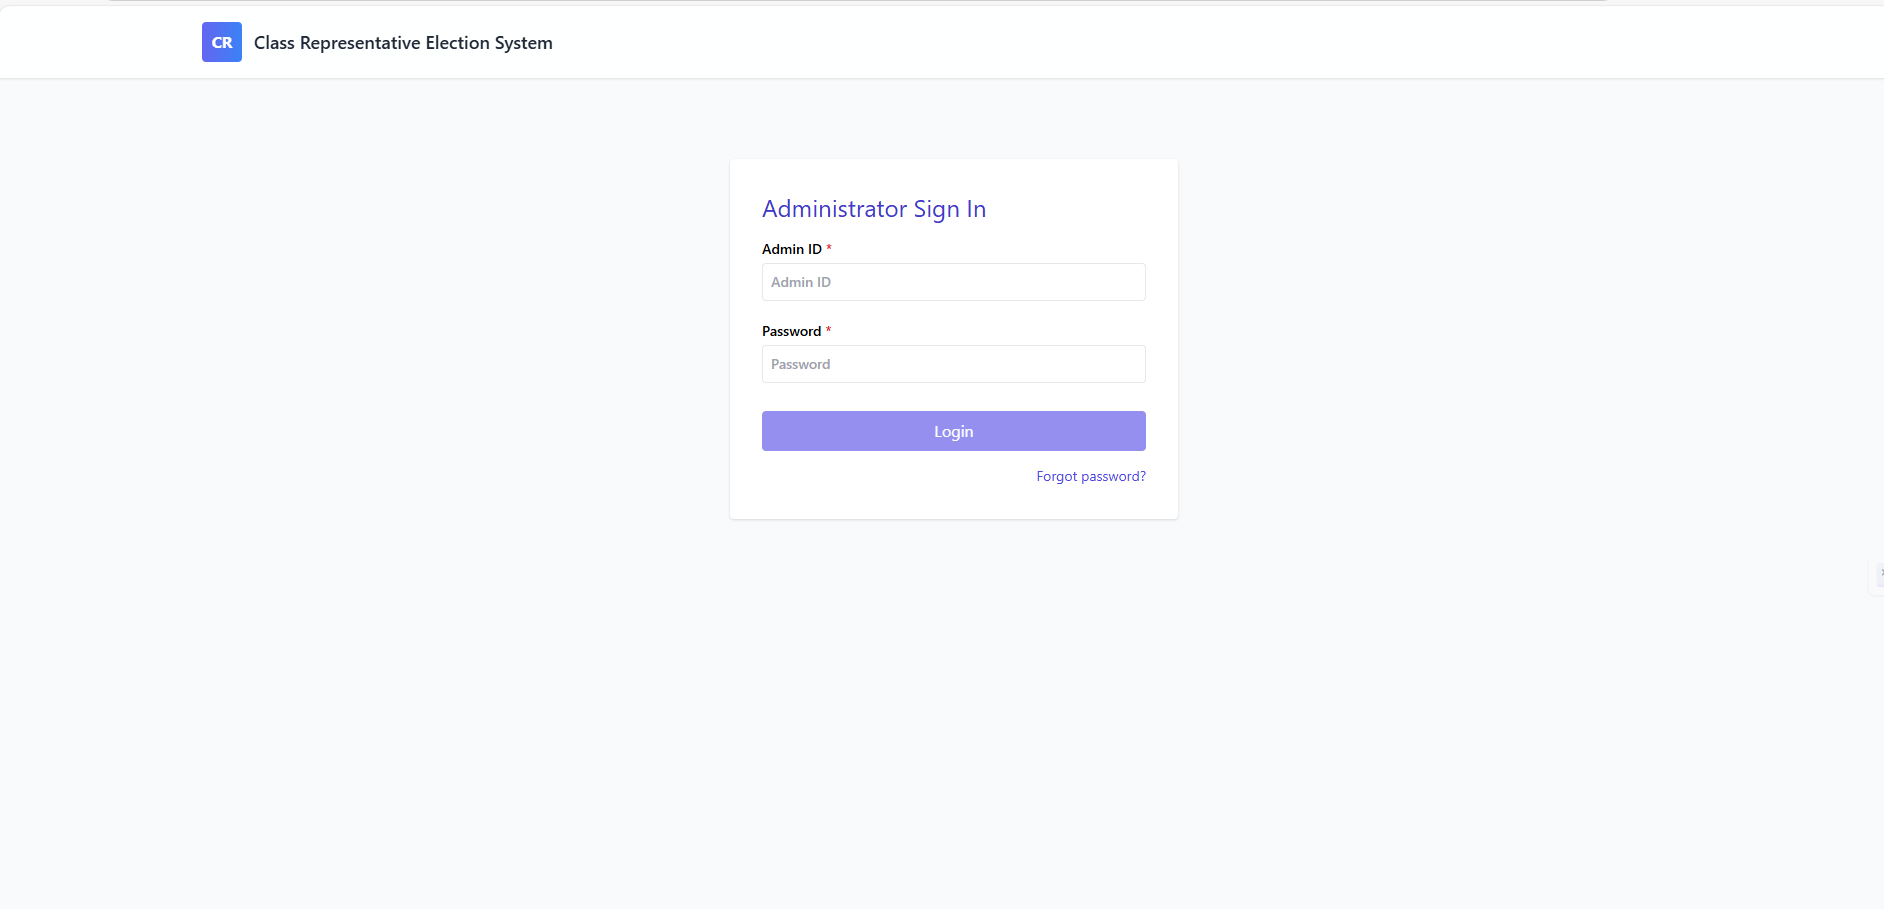 CR Class Representative Election System
Administrator Sign In
Admin ID *
Admin ID
Password *
Password
Login
Forgot password?